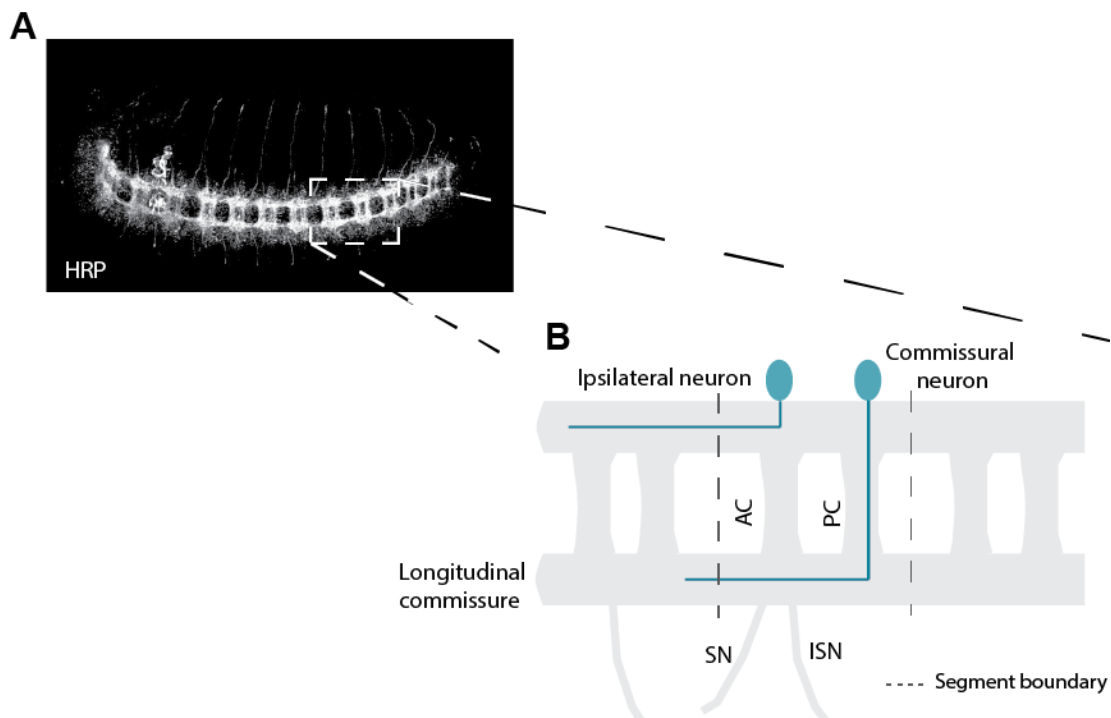 A
HRP
B
Ipsilateral neuron
Commissural
neuron
AC
PC
Longitudinal
commissure
SN
ISN
Segment boundary